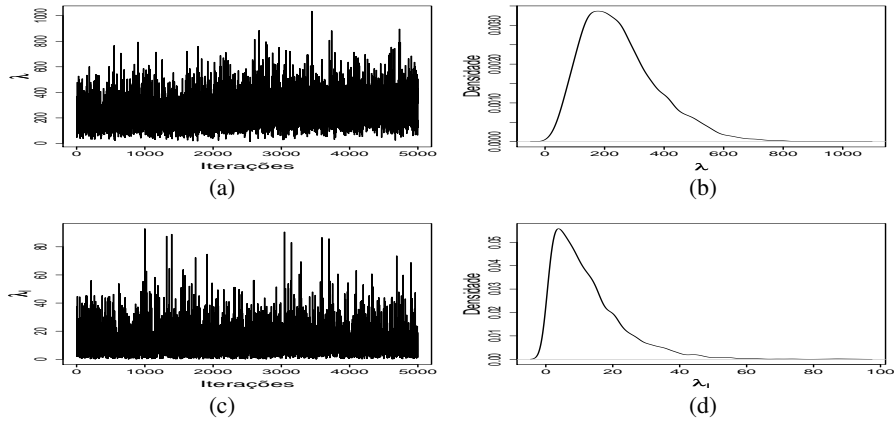 λ
0 200 400 600 800 1000
0 1000 2000 3000 4000 5000
Iterações
(a)
Densidade
0.0000 0.0010 0.0020 0.0030
0 200 400 600 800 1000
λ
(b)
0 20 40 60 80
0 1000 2000 3000 4000 5000
Iterações
(c)
Densidade
0.00 0.01 0.02 0.03 0.04 0.05
0 20 40 60 80 100
(d)